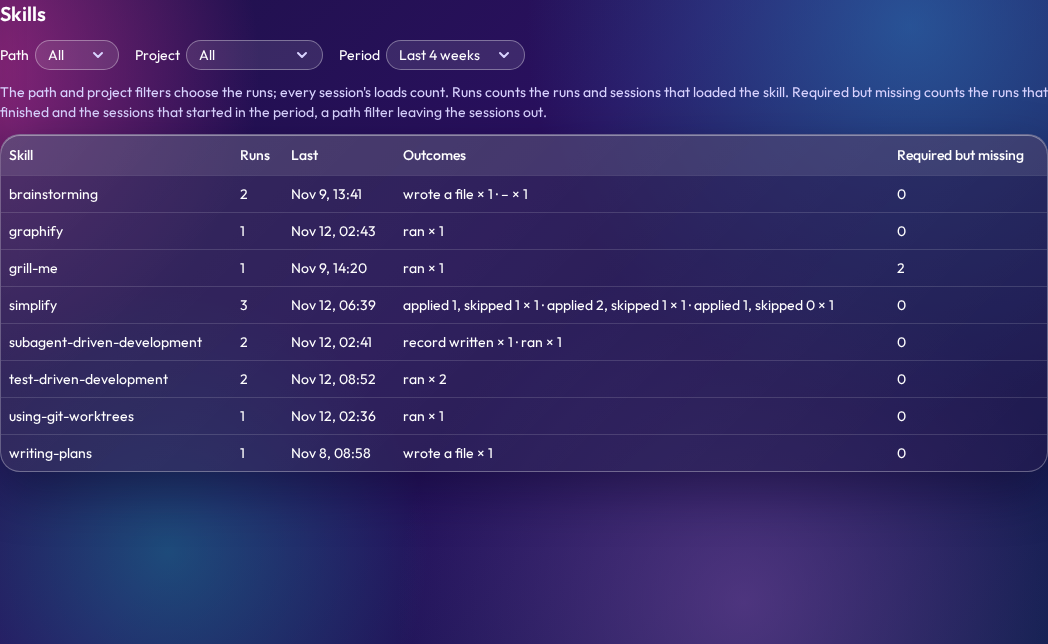 Skills
Path All Project All Period Last 4 weeks
The path and project filters choose the runs; every session's loads count. Runs counts the runs and sessions that loaded the skill. Required but missing counts the runs that
finished and the sessions that started in the period, a path filter leaving the sessions out.
Skill Runs Last Outcomes Required but missing
brainstorming 2 Nov 9, 13:41 wrote a file × 1 · – × 1 0
graphify 1 Nov 12, 02:43 ran × 1 0
grill-me 1 Nov 9, 14:20 ran × 1 2
simplify 3 Nov 12, 06:39 applied 1, skipped 1 × 1 · applied 2, skipped 1 × 1 · applied 1, skipped 0 × 1 0
subagent-driven-development 2 Nov 12, 02:41 record written × 1 · ran × 1 0
test-driven-development 2 Nov 12, 08:52 ran × 2 0
using-git-worktrees 1 Nov 12, 02:36 ran × 1 0
writing-plans 1 Nov 8, 08:58 wrote a file × 1 0